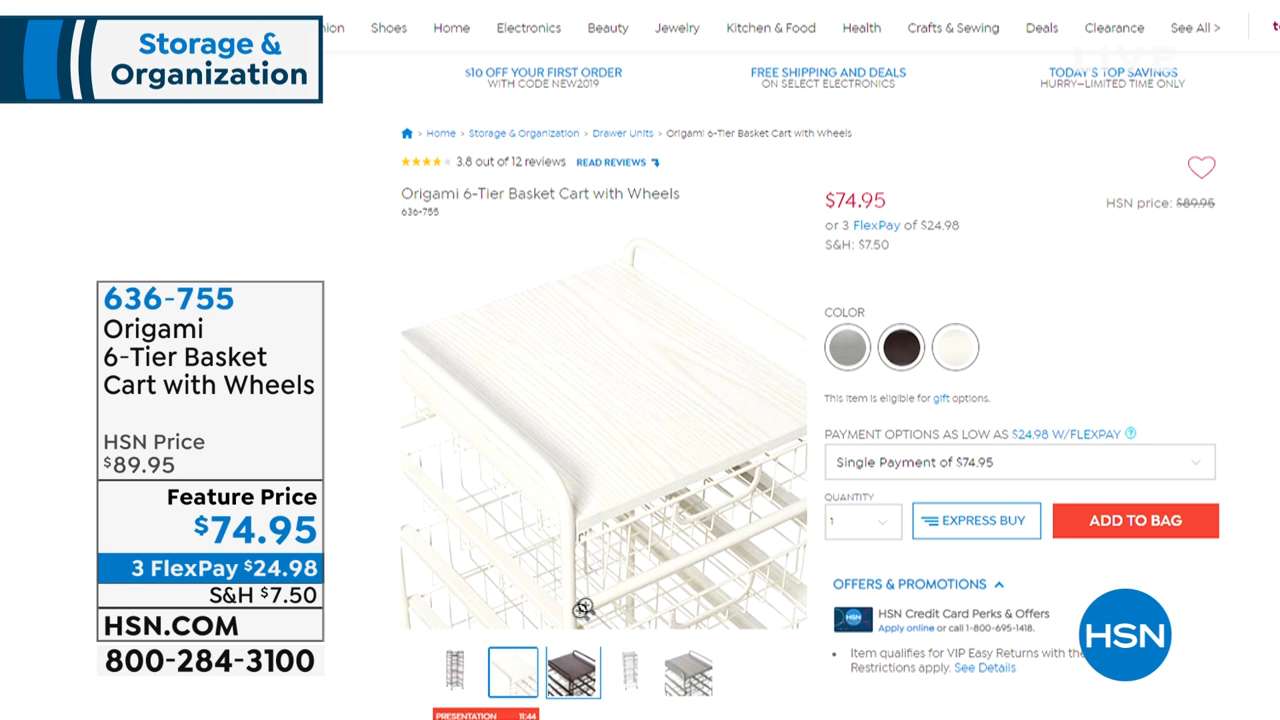 Storage &
Organization
Shoes Home Electronics Beauty Jewelry Kitchen & Food Health Crafts & Sewing Deals Clearance See All >
LIVE
$10 OFF YOUR FIRST ORDER
WITH CODE NEW2019
FREE SHIPPING AND DEALS
ON SELECT ELECTRONICS
TODAY'S TOP SAVINGS
HURRY—LIMITED TIME ONLY
> Home > Storage & Organization > Drawer Units > Origami 6-Tier Basket Cart with Wheels
3.8 out of 12 reviews READ REVIEWS
Origami 6-Tier Basket Cart with Wheels
636-755
$74.95
HSN price: $89.95
or 3 FlexPay of $24.98
S&H: $7.50
COLOR
This item is eligible for gift options.
PAYMENT OPTIONS AS LOW AS $24.98 W/FLEXPAY ?
Single Payment of $74.95
QUANTITY
1
EXPRESS BUY
ADD TO BAG
OFFERS & PROMOTIONS
HSN
HSN Credit Card Perks & Offers
Apply online or call 1-800-695-1418.
• Item qualifies for VIP Easy Returns with the
Restrictions apply. See Details
HSN
636-755
Origami
6-Tier Basket
Cart with Wheels
HSN Price
$89.95
Feature Price
$74.95
3 FlexPay $24.98
S&H $7.50
HSN.COM
800-284-3100
PRESENTATION 11:44